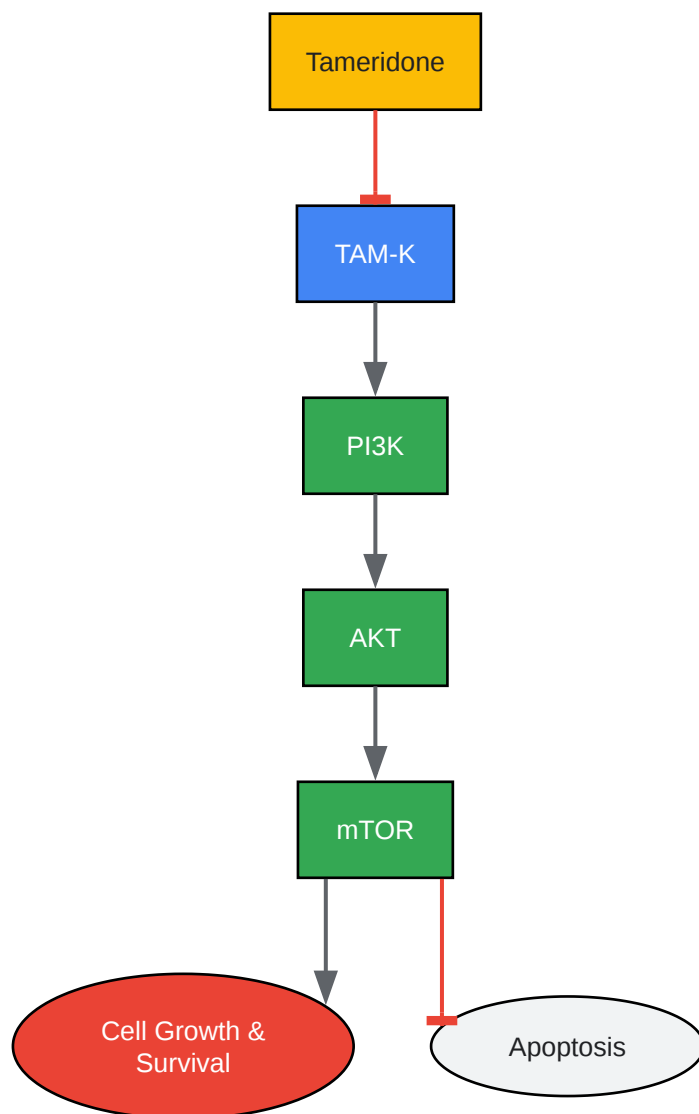 Tameridone
TAM-K
PI3K
AKT
mTOR
Cell Growth &
Survival
Apoptosis